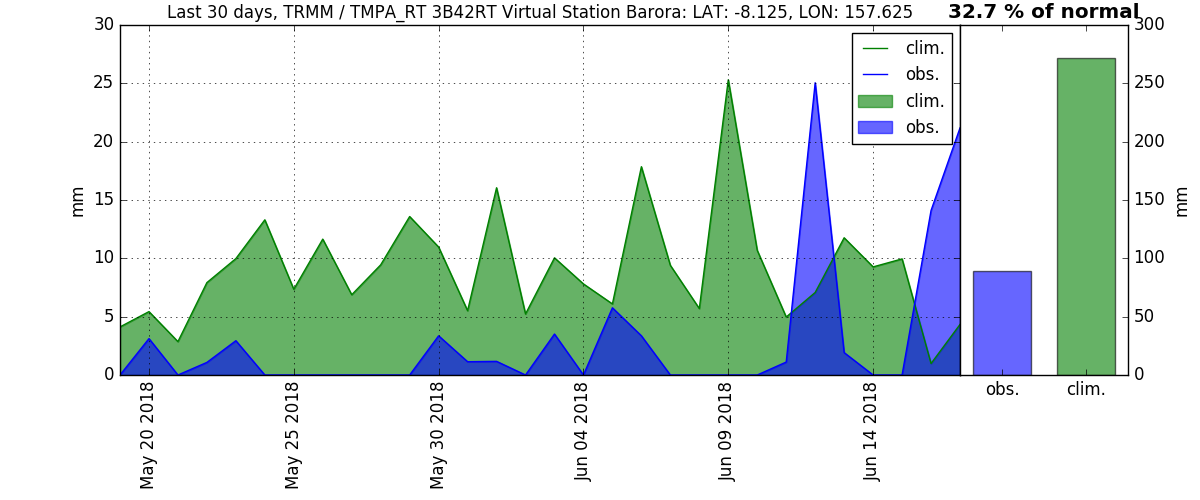 Last 30 days, TRMM / TMPA_RT 3B42RT Virtual Station Barora: LAT: -8.125, LON: 157.625
32.7 % of normal
30
25
20
15
10
5
0
mm
clim.
obs.
clim.
obs.
300
250
200
150
100
50
0
mm
May 20 2018
May 25 2018
May 30 2018
Jun 04 2018
Jun 09 2018
Jun 14 2018
obs.
clim.